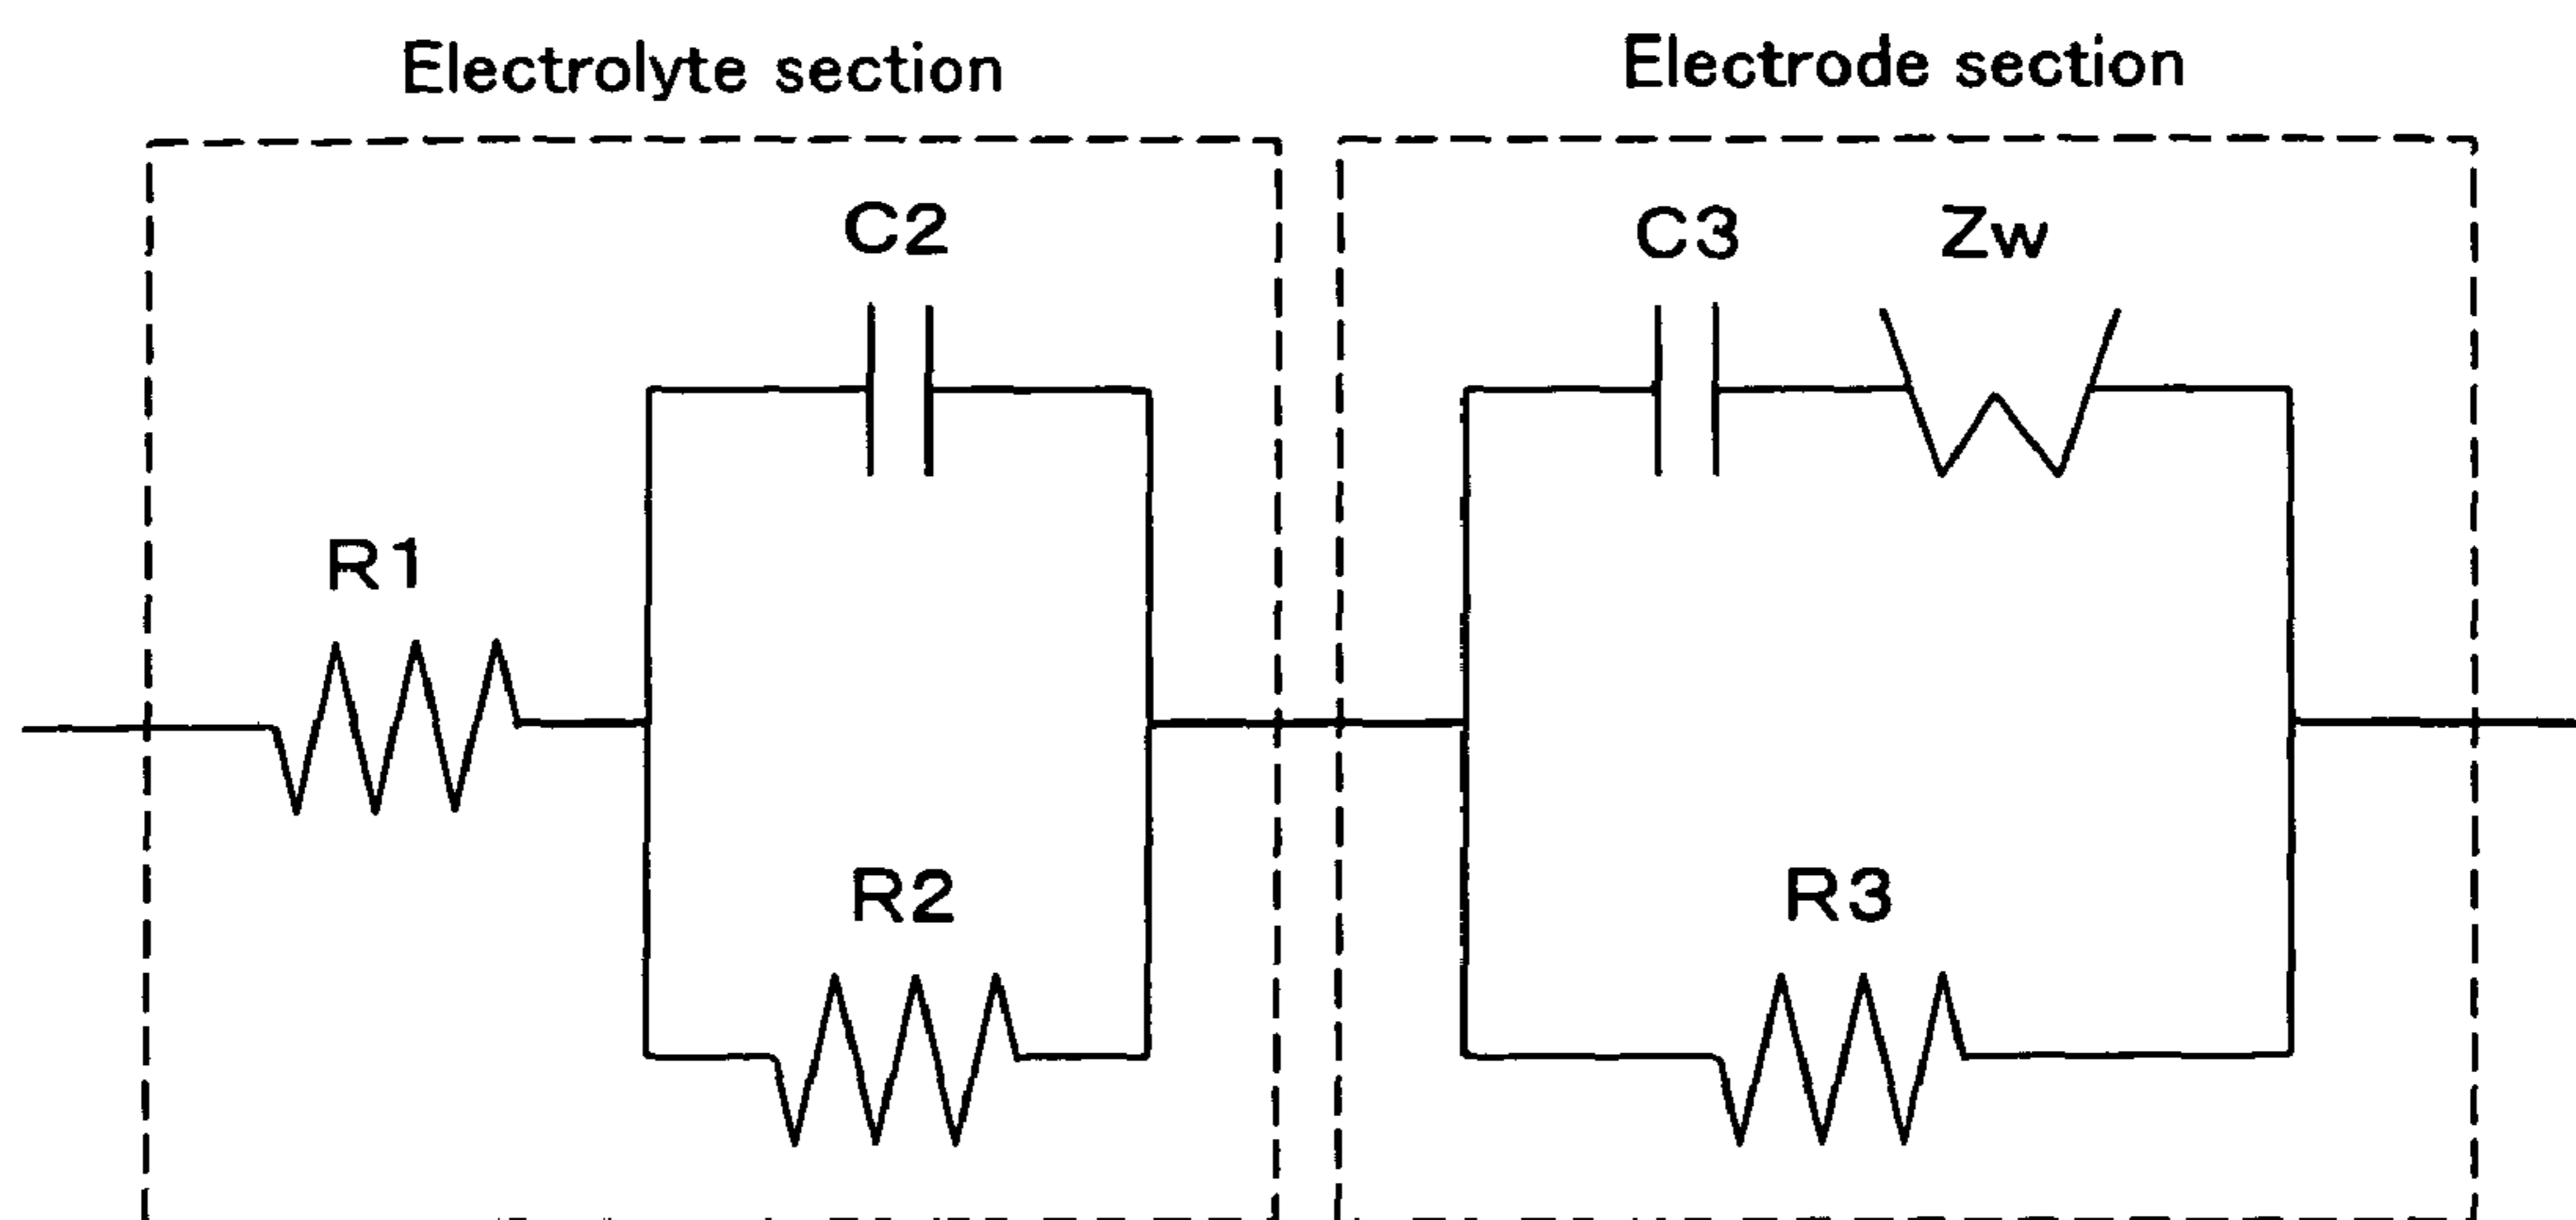 Electrolyte section
Electrode section
C2
C3
Zw
R1
R2
R3